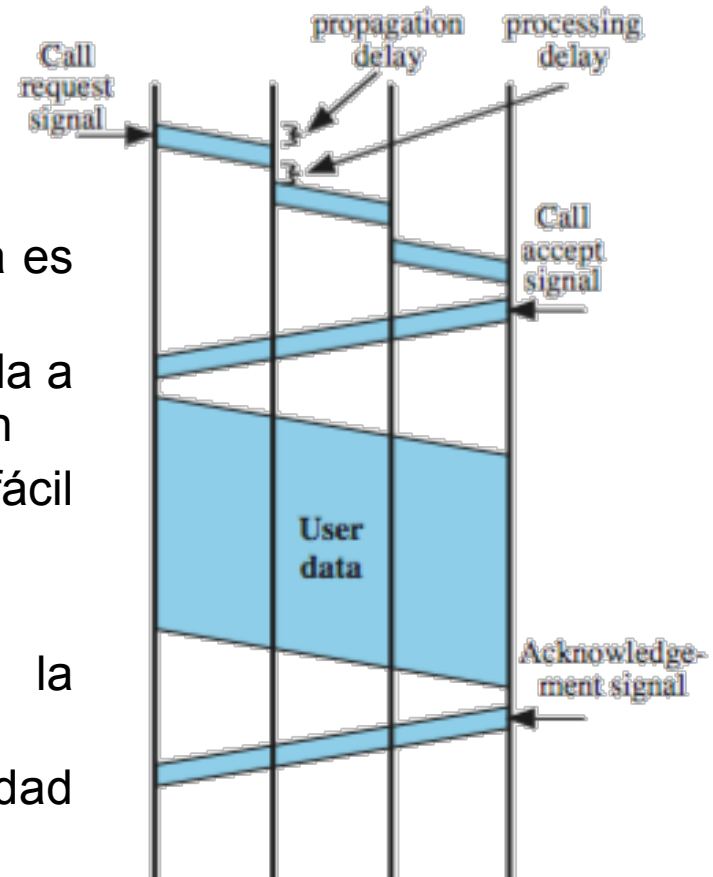 propagation
delay
processing
delay
Call
request
signal
a es
Call
accept
signal
da a
n
fácil
User
data
la
Acknowledge-
ment signal
dad